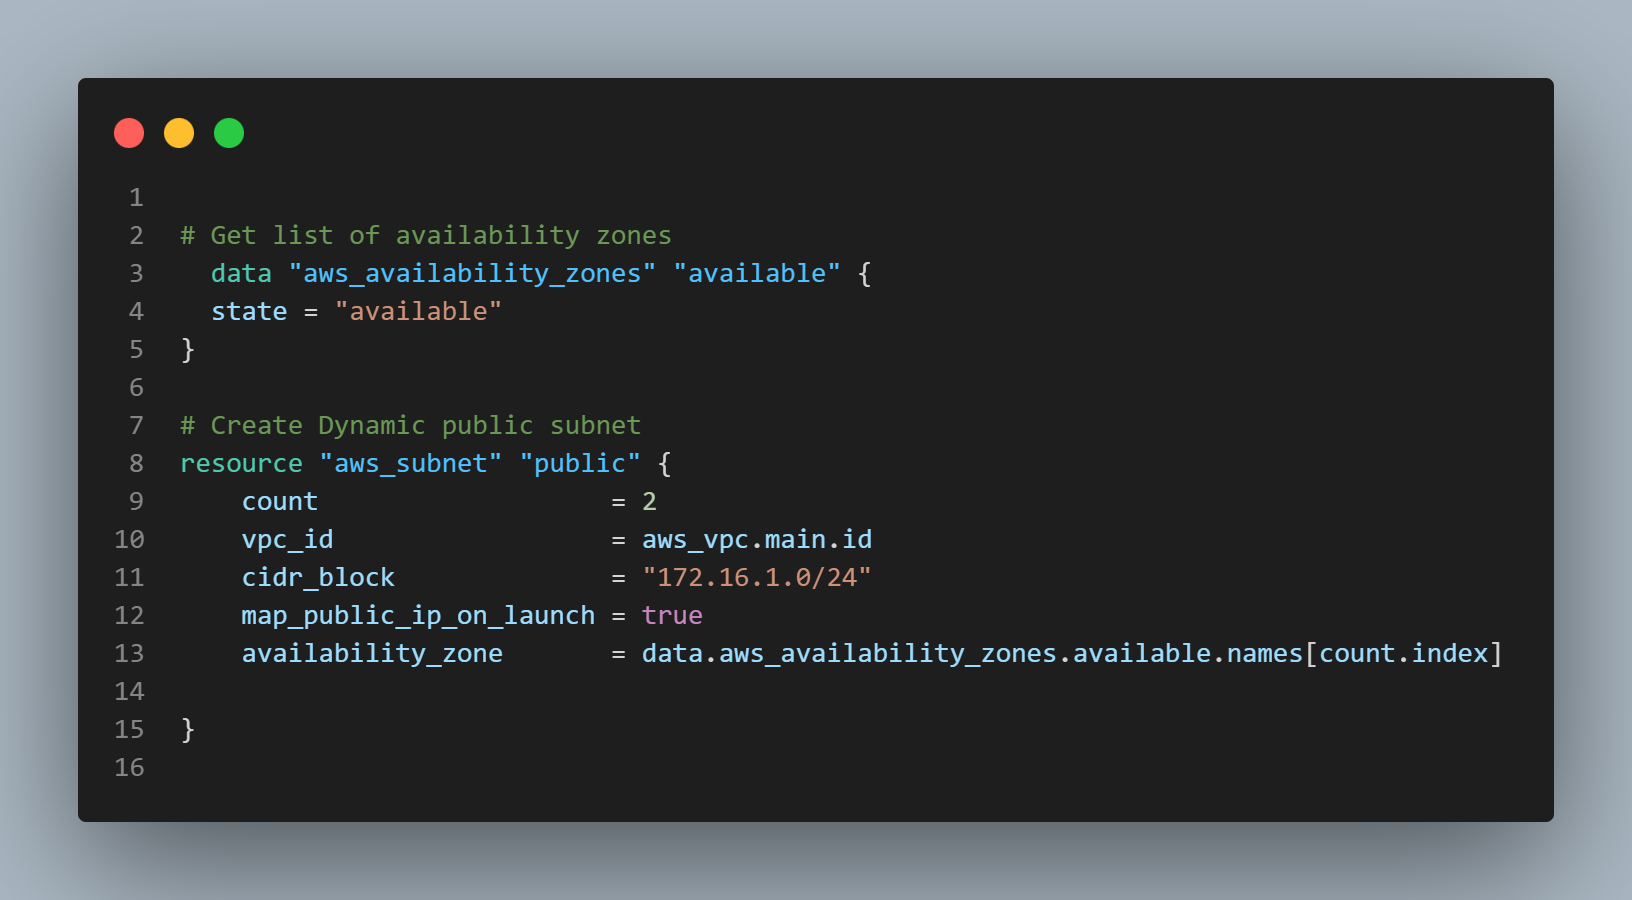 1
2 # Get list of availability zones
3   data "aws_availability_zones" "available" {
4   state = "available"
5 }
6
7 # Create Dynamic public subnet
8 resource "aws_subnet" "public" {
9     count                   = 2
10     vpc_id                  = aws_vpc.main.id
11     cidr_block              = "172.16.1.0/24"
12     map_public_ip_on_launch = true
13     availability_zone       = data.aws_availability_zones.available.names[count.index]
14
15 }
16